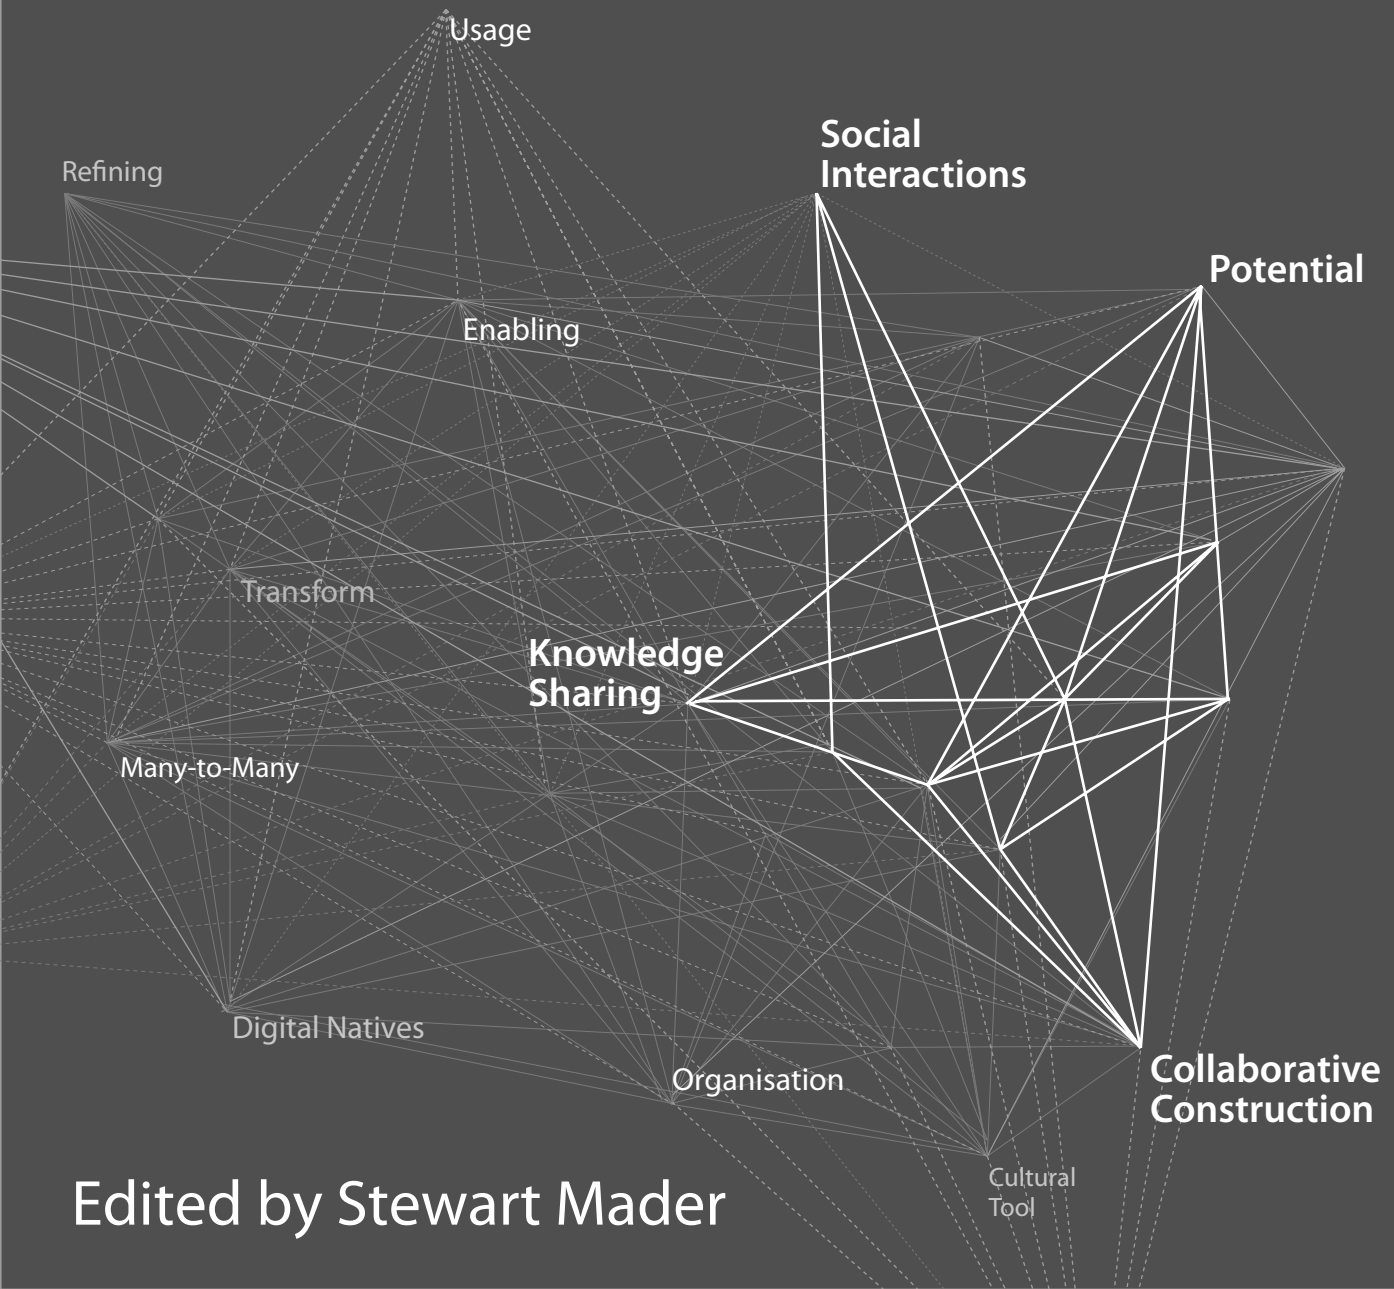 Usage
Social
Interactions
Refining
Potential
Enabling
Transform
Knowledge
Sharing
Many-to-Many
Digital Natives
Organisation
Collaborative
Construction
Cultural
Tool
Edited by Stewart Mader